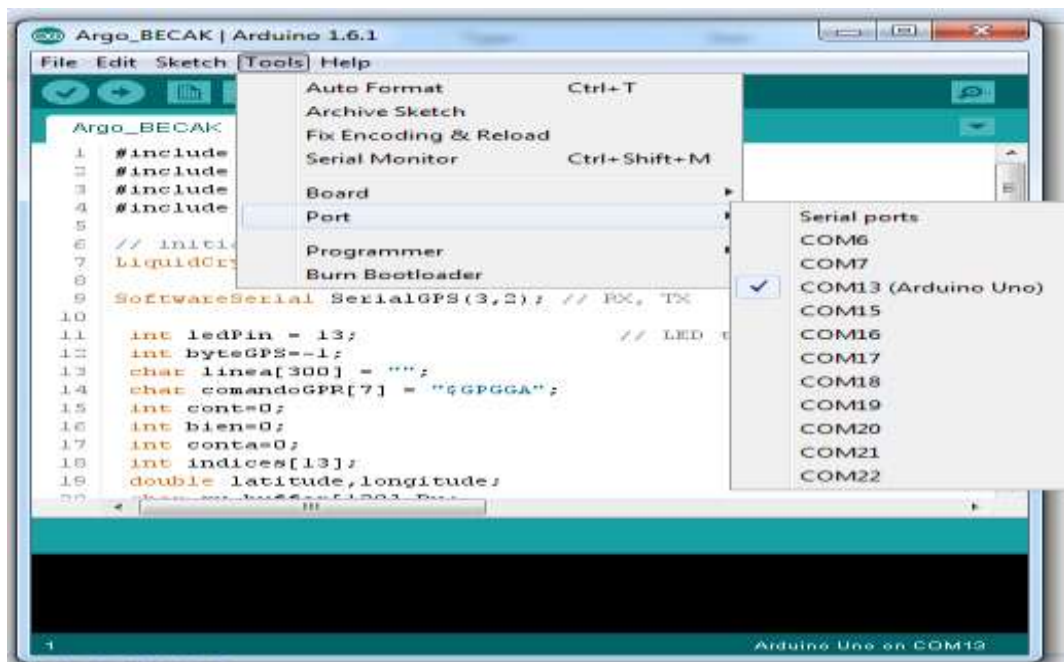 Argo_BECAK | Arduino 1.6.1
File Edit Sketch Tools Help
Auto Format Ctrl+T
Archive Sketch
Fix Encoding & Reload
Serial Monitor Ctrl+Shift+M
Board
Port
Programmer
Burn Bootloader
Serial ports
COM6
COM7
COM13 (Arduino Uno)
COM15
COM16
COM17
COM18
COM19
COM20
COM21
COM22
Argo_BECAK
1 #include
2 #include
3 #include
4 #include
5
6 // initi
7 LiquidCry
8
9 SoftwareSerial SerialGPS(3,2); // RX, TX
10
11 int ledPin = 13; // LED
12 int byteGPS=-1;
13 char linea[300] = "";
14 char comandoGPR[7] = "$GPGGA";
15 int cont=0;
16 int bien=0;
17 int conta=0;
18 int indices[13];
19 double latitude,longitude;
1
Arduino Uno on COM13